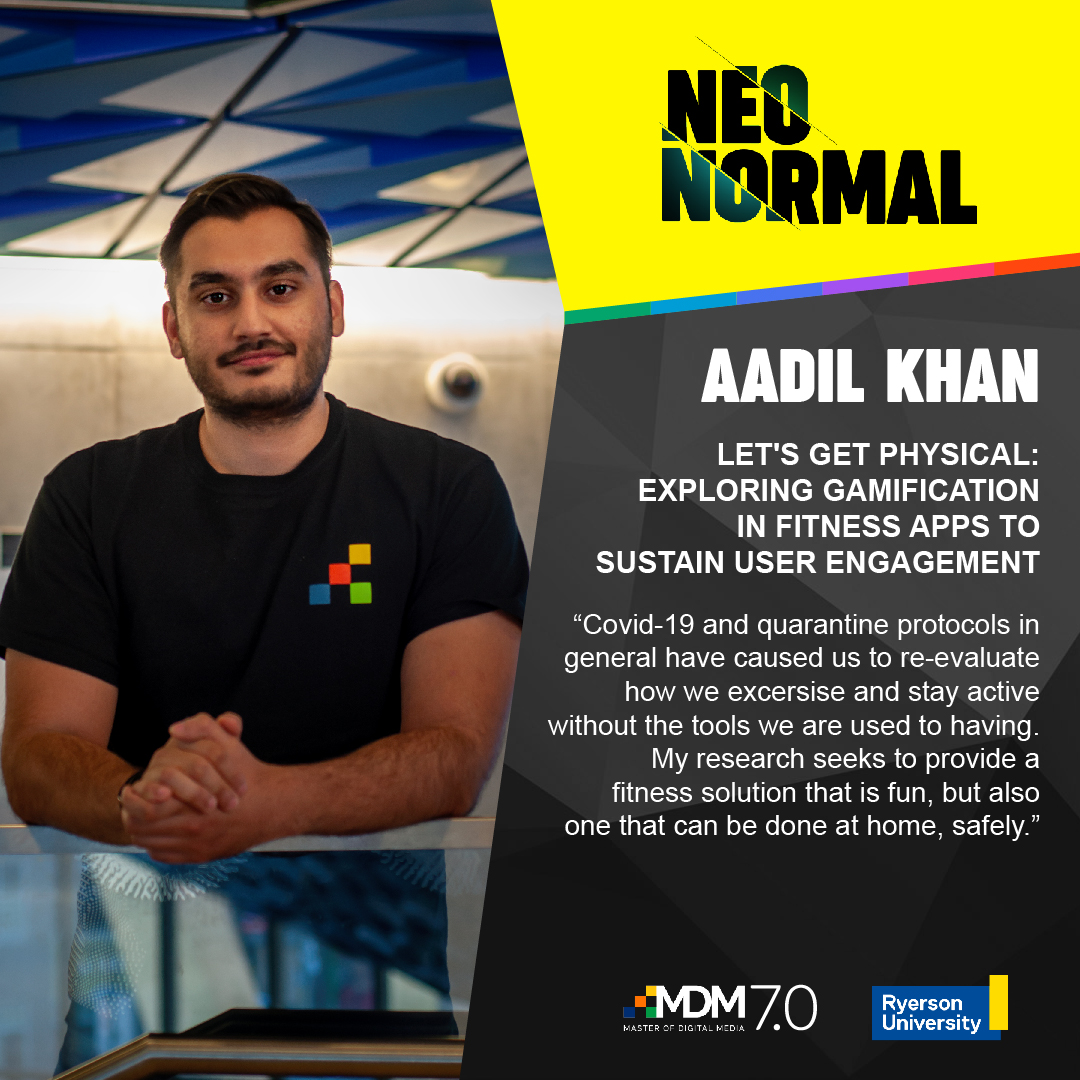 NEO
NORMAL
AADIL KHAN
LET'S GET PHYSICAL:
EXPLORING GAMIFICATION
IN FITNESS APPS TO
SUSTAIN USER ENGAGEMENT
“Covid-19 and quarantine protocols in
general have caused us to re-evaluate
how we excersise and stay active
without the tools we are used to having.
My research seeks to provide a
fitness solution that is fun, but also
one that can be done at home, safely.”
MDM 7.0
MASTER OF DIGITAL MEDIA
Ryerson
University